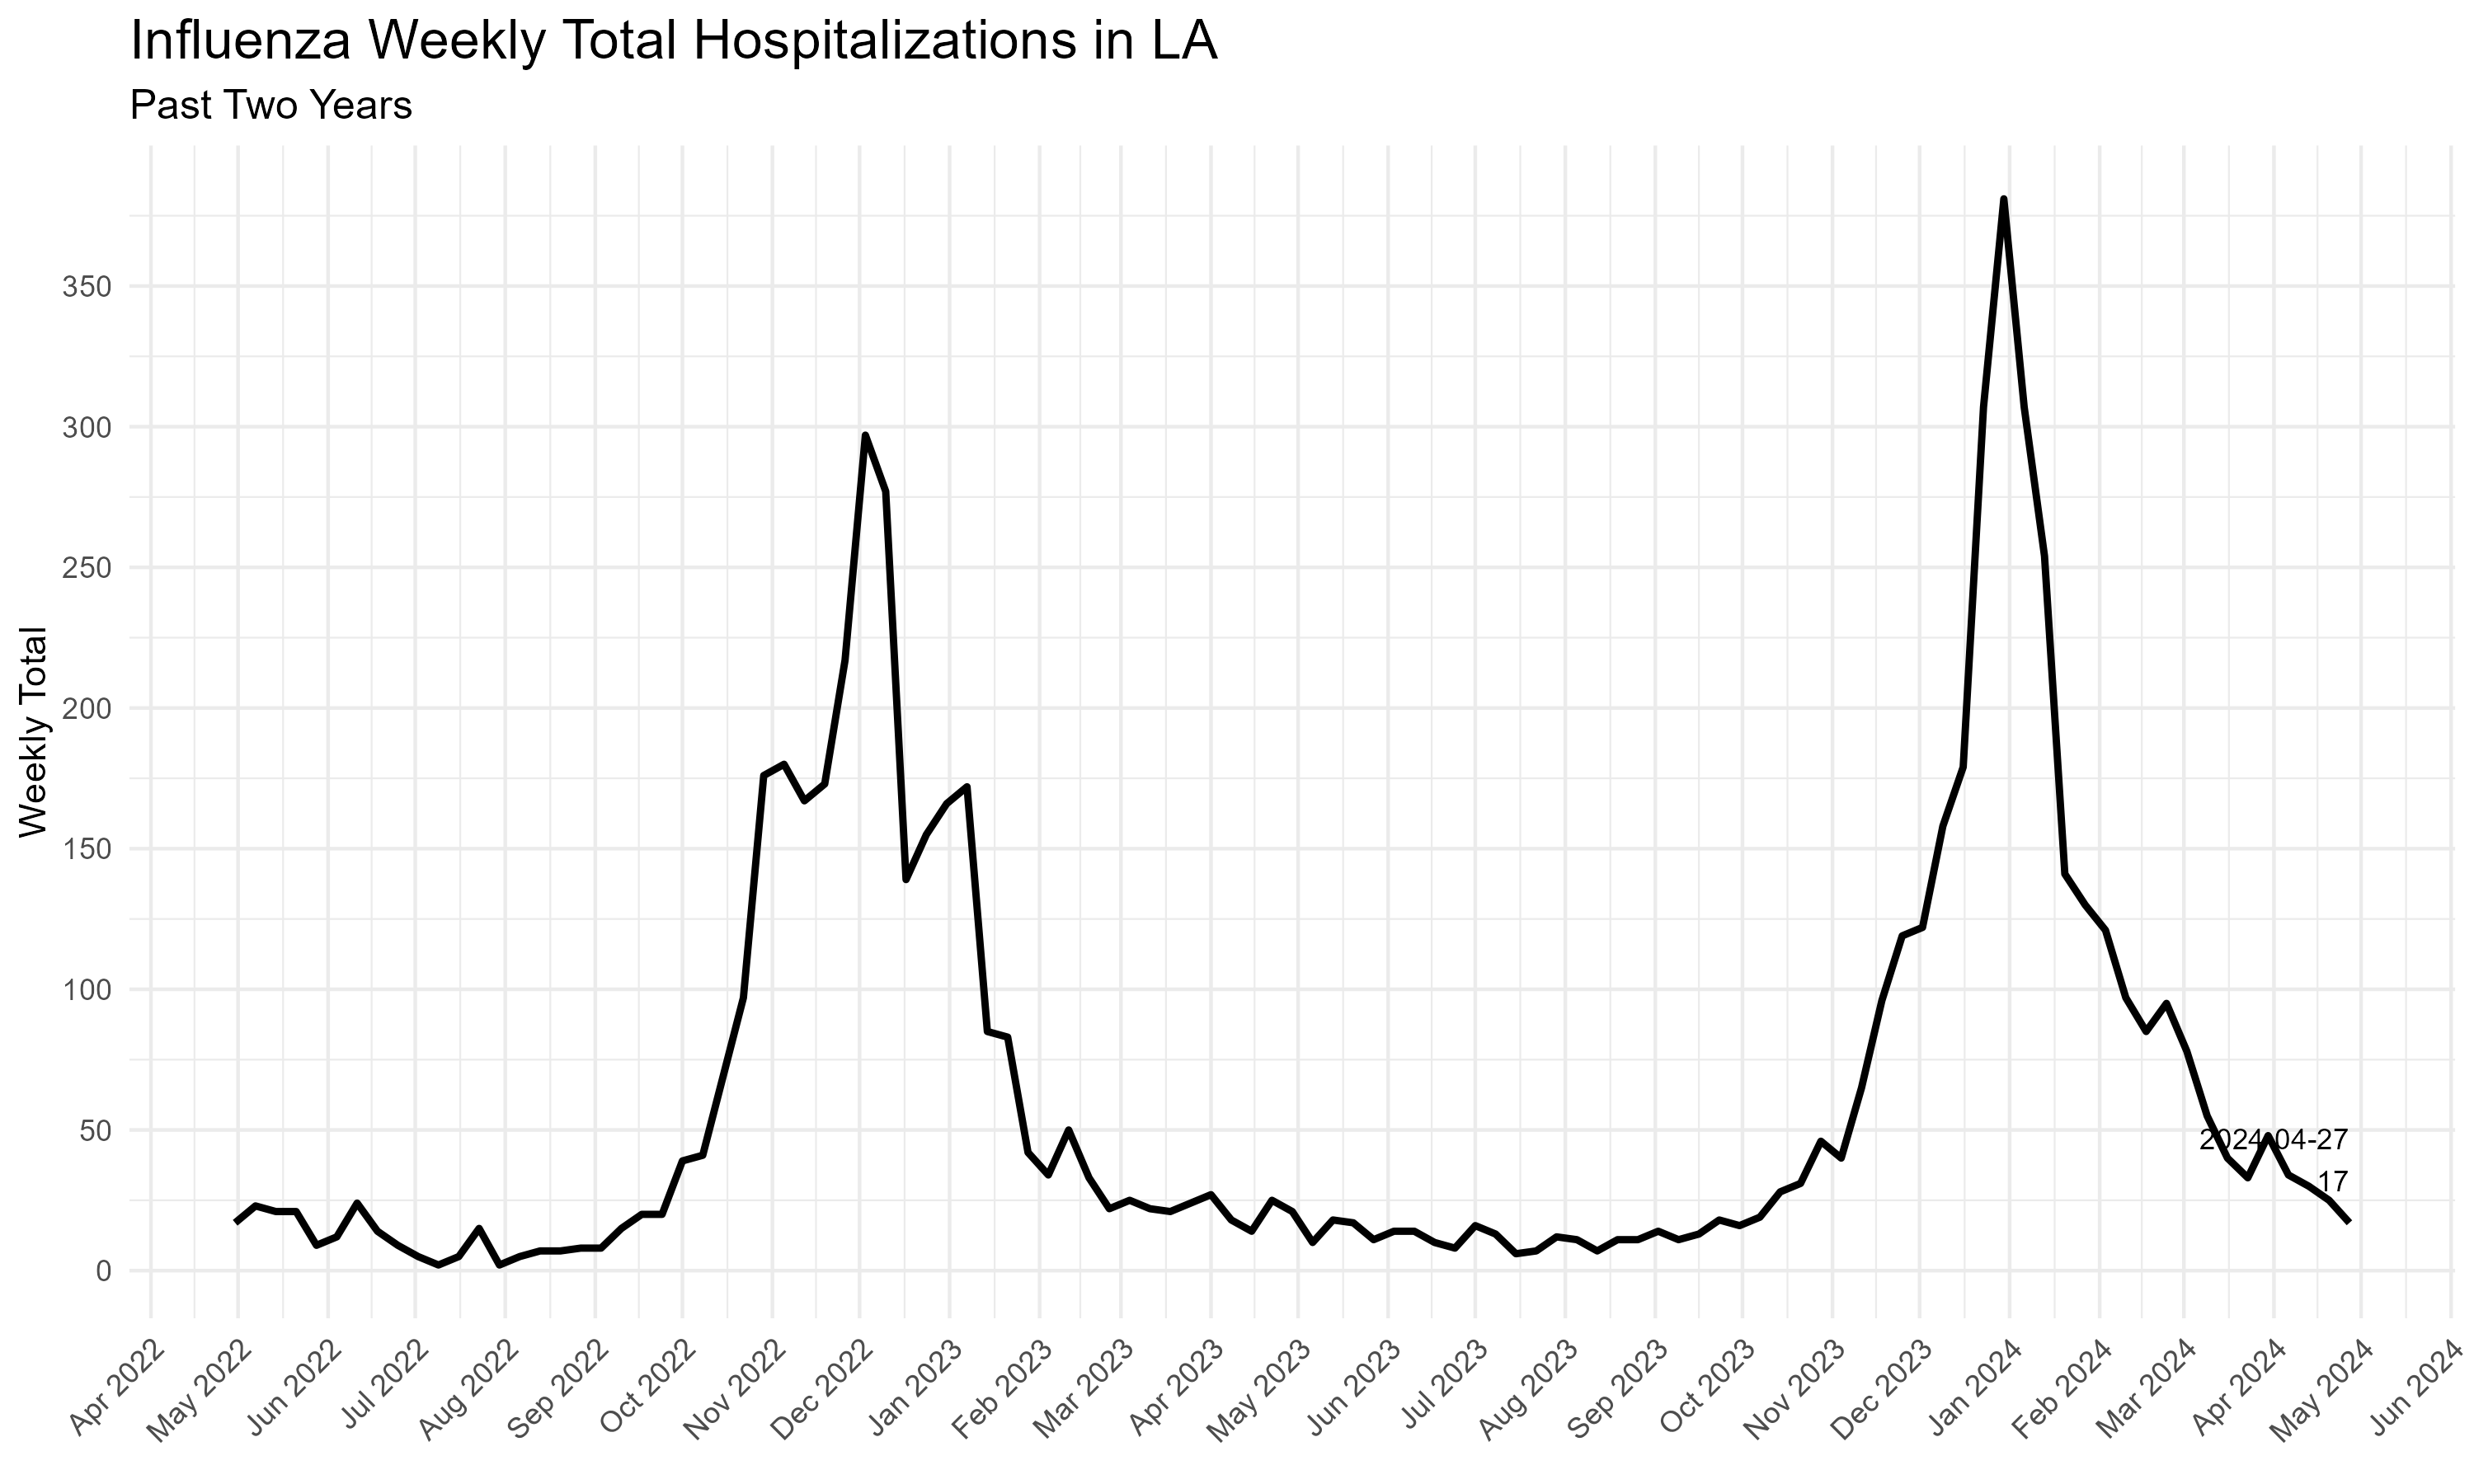 Influenza Weekly Total Hospitalizations in LA
Past Two Years
Weekly Total
350
300
250
200
150
100
50
0
2024-04-27
17
Apr 2022
May 2022
Jun 2022
Jul 2022
Aug 2022
Sep 2022
Oct 2022
Nov 2022
Dec 2022
Jan 2023
Feb 2023
Mar 2023
Apr 2023
May 2023
Jun 2023
Jul 2023
Aug 2023
Sep 2023
Oct 2023
Nov 2023
Dec 2023
Jan 2024
Feb 2024
Mar 2024
Apr 2024
May 2024
Jun 2024